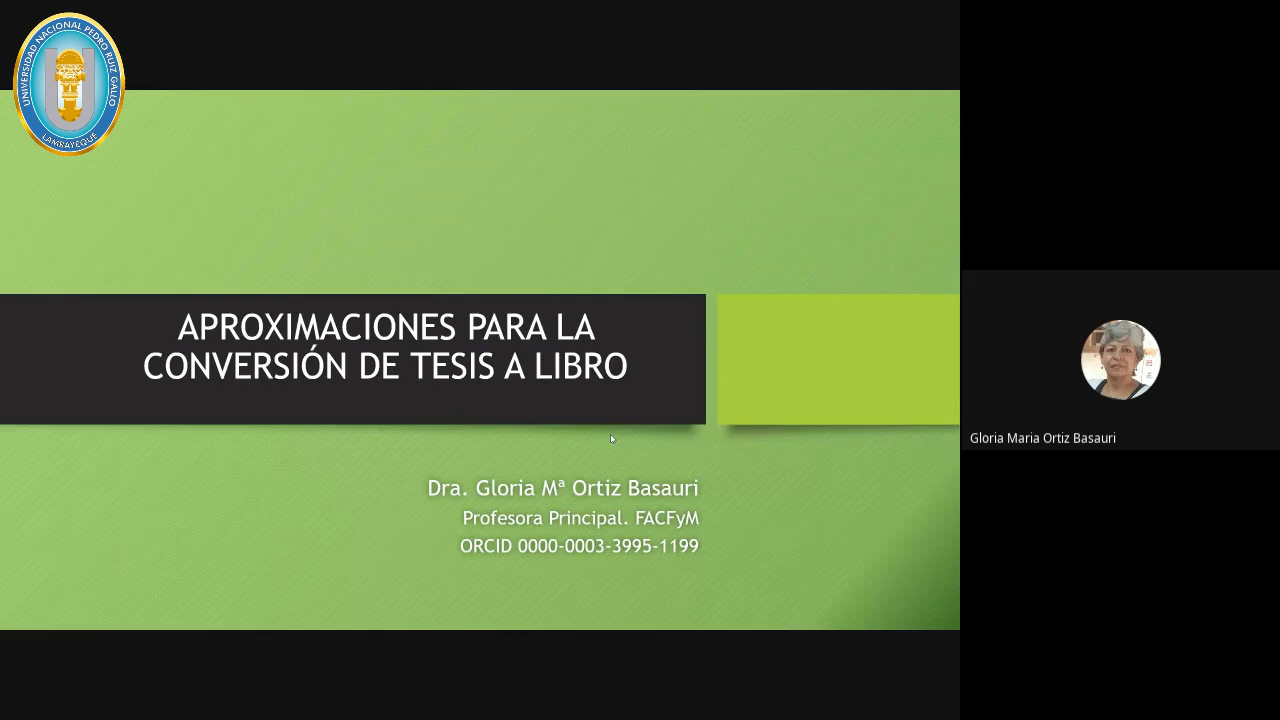 UNIVERSIDAD NACIONAL PEDRO RUIZ GALLO
LAMBAYEQUE
APROXIMACIONES PARA LA
CONVERSIÓN DE TESIS A LIBRO
Dra. Gloria Mª Ortiz Basauri
Profesora Principal. FACFyM
ORCID 0000-0003-3995-1199
Gloria Maria Ortiz Basauri